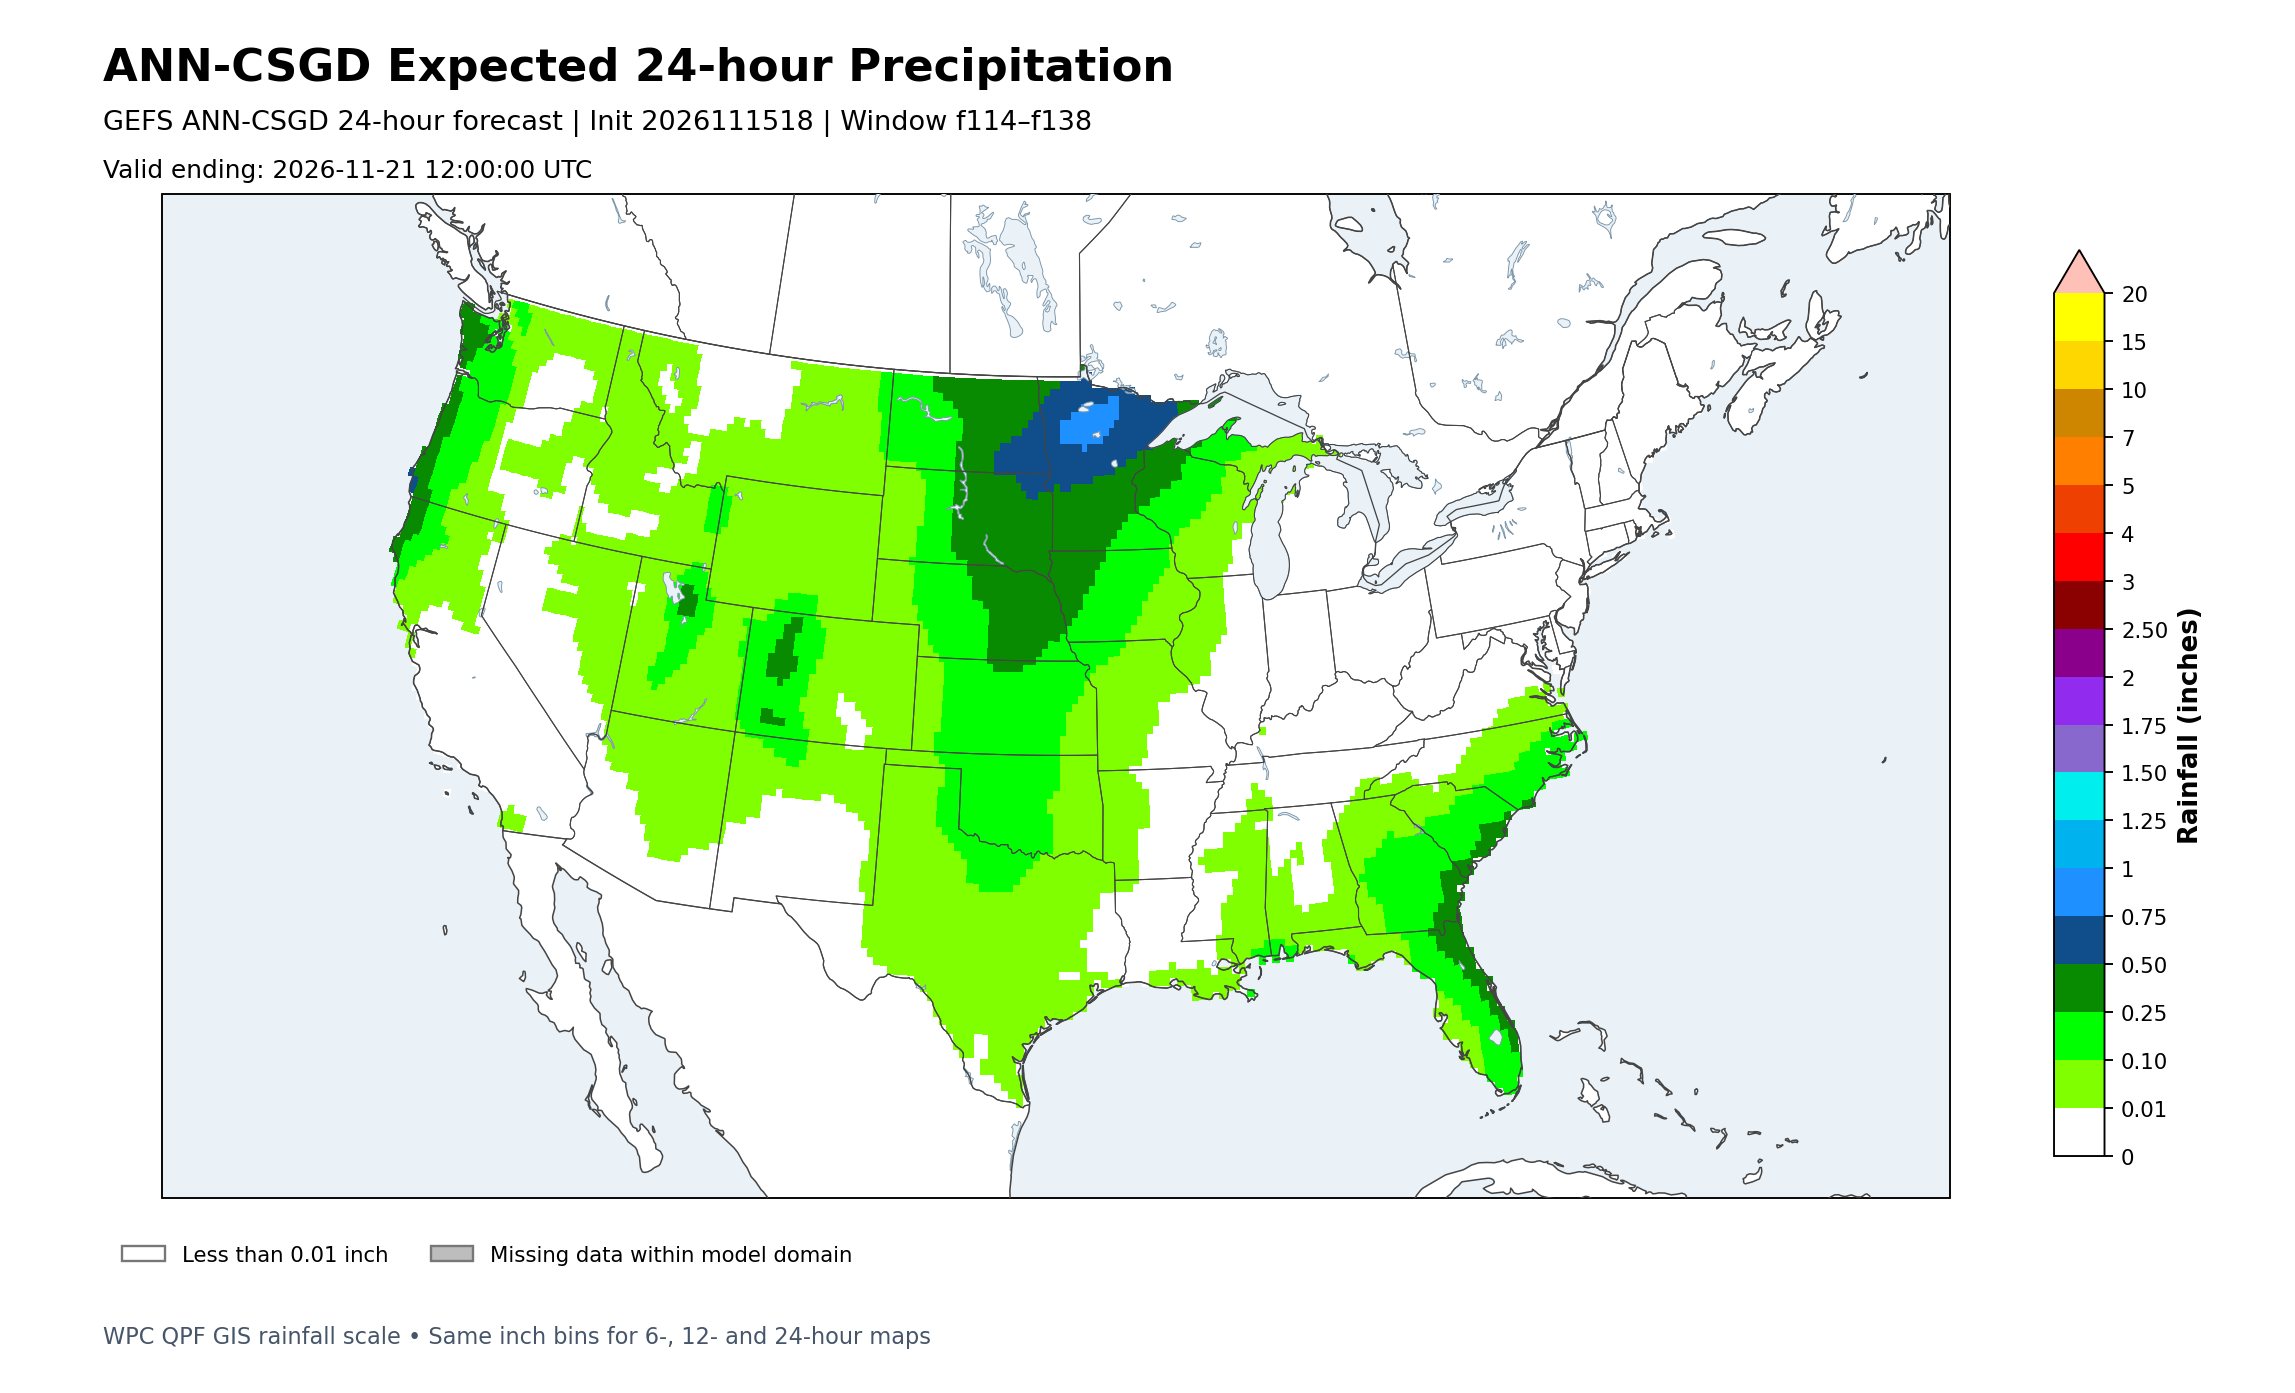 ANN-CSGD Expected 24-hour Precipitation
GEFS ANN-CSGD 24-hour forecast | Init 2026111518 | Window f114–f138
Valid ending: 2026-11-21 12:00:00 UTC
20
15
10
7
5
4
3
2.50
2
1.75
1.50
1.25
1
0.75
0.50
0.25
0.10
0.01
0
Rainfall (inches)
Less than 0.01 inch
Missing data within model domain
WPC QPF GIS rainfall scale • Same inch bins for 6-, 12- and 24-hour maps